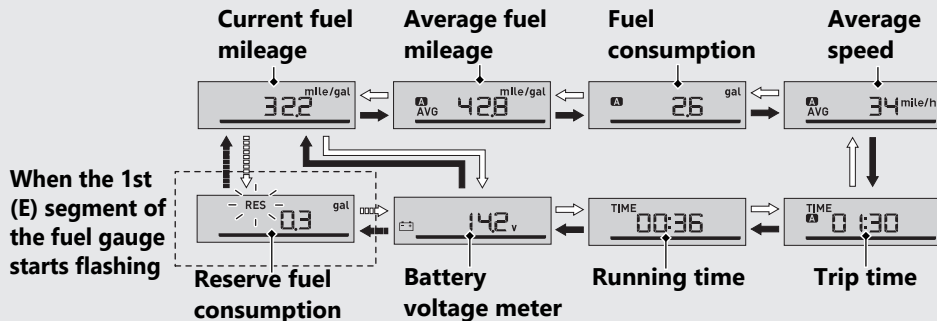 Current fuel
mileage
Average fuel
mileage
Fuel
consumption
Average
speed
mile/gal
32.2
mile/gal
A
AVG
42.8
gal
A
2.6
A
AVG
34 mile/h
When the 1st
(E) segment of
the fuel gauge
starts flashing
RES
gal
0.3
14.2 v
TIME
00:36
TIME
A
01:30
Reserve fuel
consumption
Battery
voltage meter
Running time
Trip time